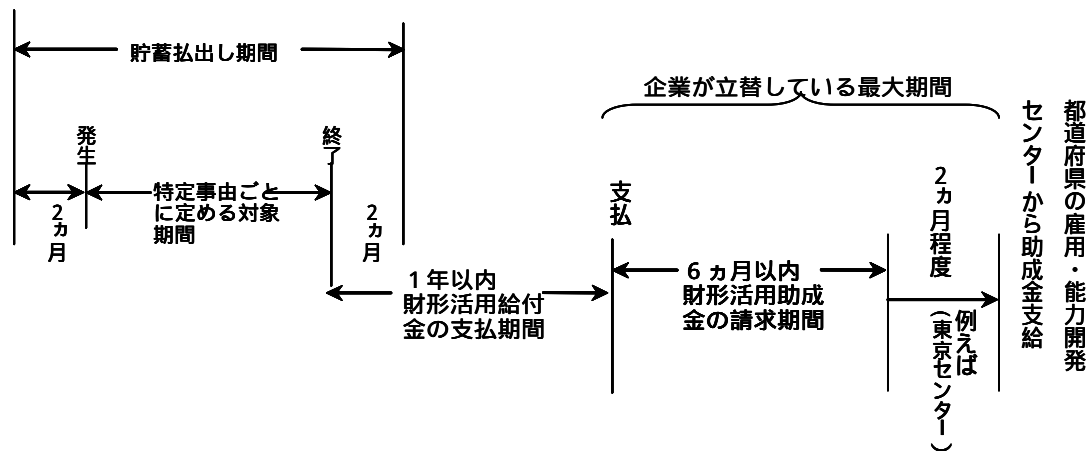 貯蓄払出し期間
企業が立替している最大期間
発生
終了
特定事由ごと
に定める対象
期間
2ヵ月
2ヵ月
支払
2ヵ月程度
1年以内
財形活用給付
金の支払期間
6ヵ月以内
財形活用助成
金の請求期間
例えば
(東京センター)
都道府県の雇用・能力開発
センターから助成金支給